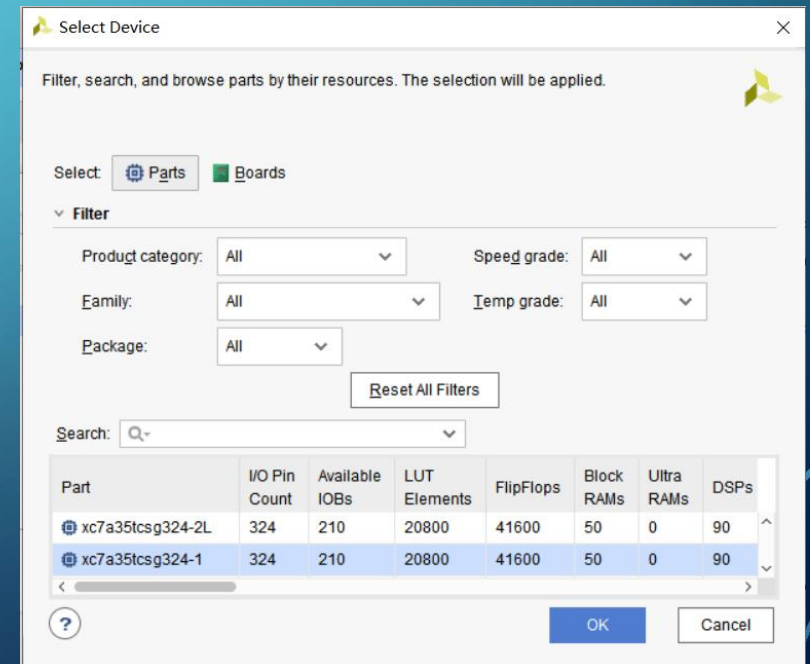 Select Device
Filter, search, and browse parts by their resources. The selection will be applied.
Select: Parts Boards
Filter
Product category: All Speed grade: All
Family: All Temp grade: All
Package: All
Reset All Filters
Search:
Part I/O Pin Count Available IOBs LUT Elements FlipFlops Block RAMs Ultra RAMs DSPs
xc7a35tcsg324-2L 324 210 20800 41600 50 0 90
xc7a35tcsg324-1 324 210 20800 41600 50 0 90
? OK Cancel